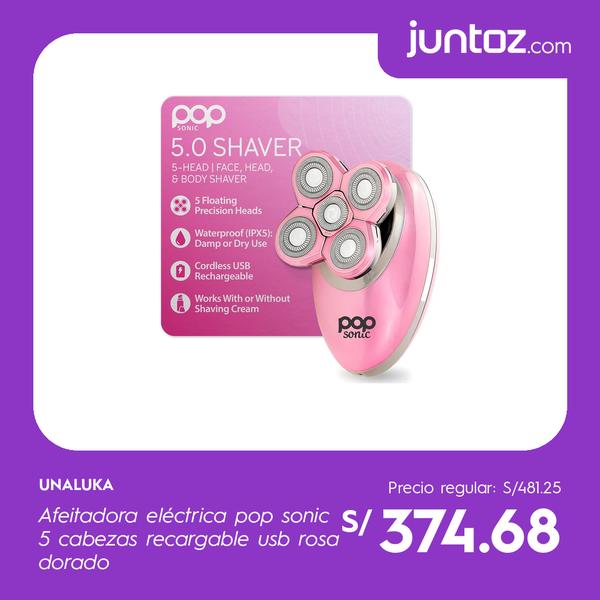 juntoz.com
pop
SONIC
5.0 SHAVER
5-HEAD | FACE, HEAD,
& BODY SHAVER
5 Floating
Precision Heads
Waterproof (IPX5):
Damp or Dry Use
Cordless USB
Rechargeable
Works With or Without
Shaving Cream
pop
sonic
UNALUKA
Afeitadora eléctrica pop sonic
5 cabezas recargable usb rosa
dorado
Precio regular: S/481.25
S/ 374.68